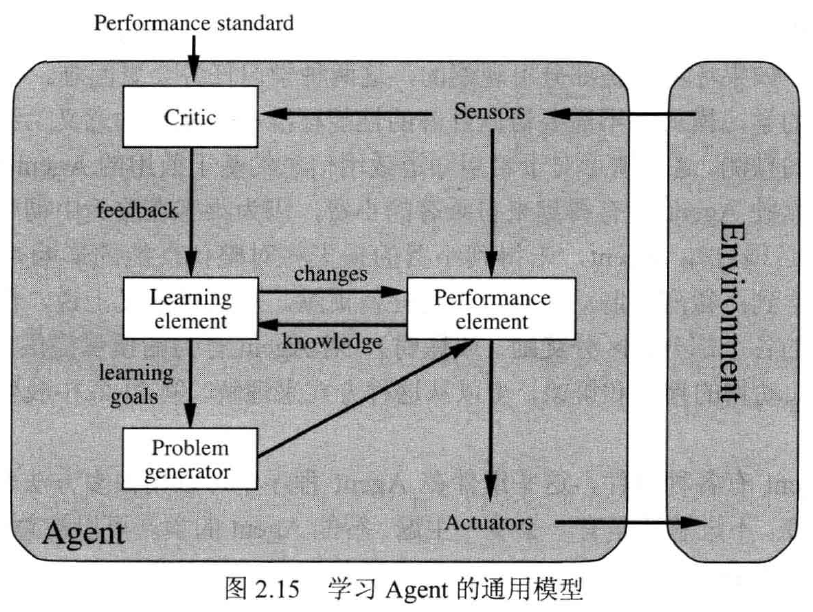 Performance standard
Critic
Sensors
feedback
changes
Learning
element
Performance
element
knowledge
learning
goals
Problem
generator
Actuators
Agent
Environment
图 2.15 学习 Agent 的通用模型